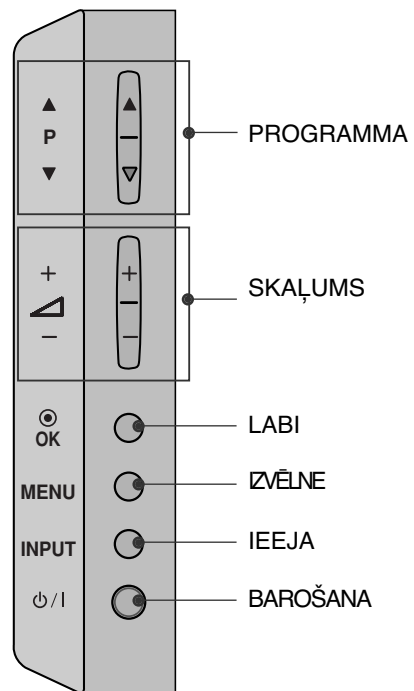 ▲
P PROGRAMMA
▼
+
SKAĻUMS
−
OK LABI
MENU IZVĒLNE
INPUT IEEJA
⏻/I BAROŠANA